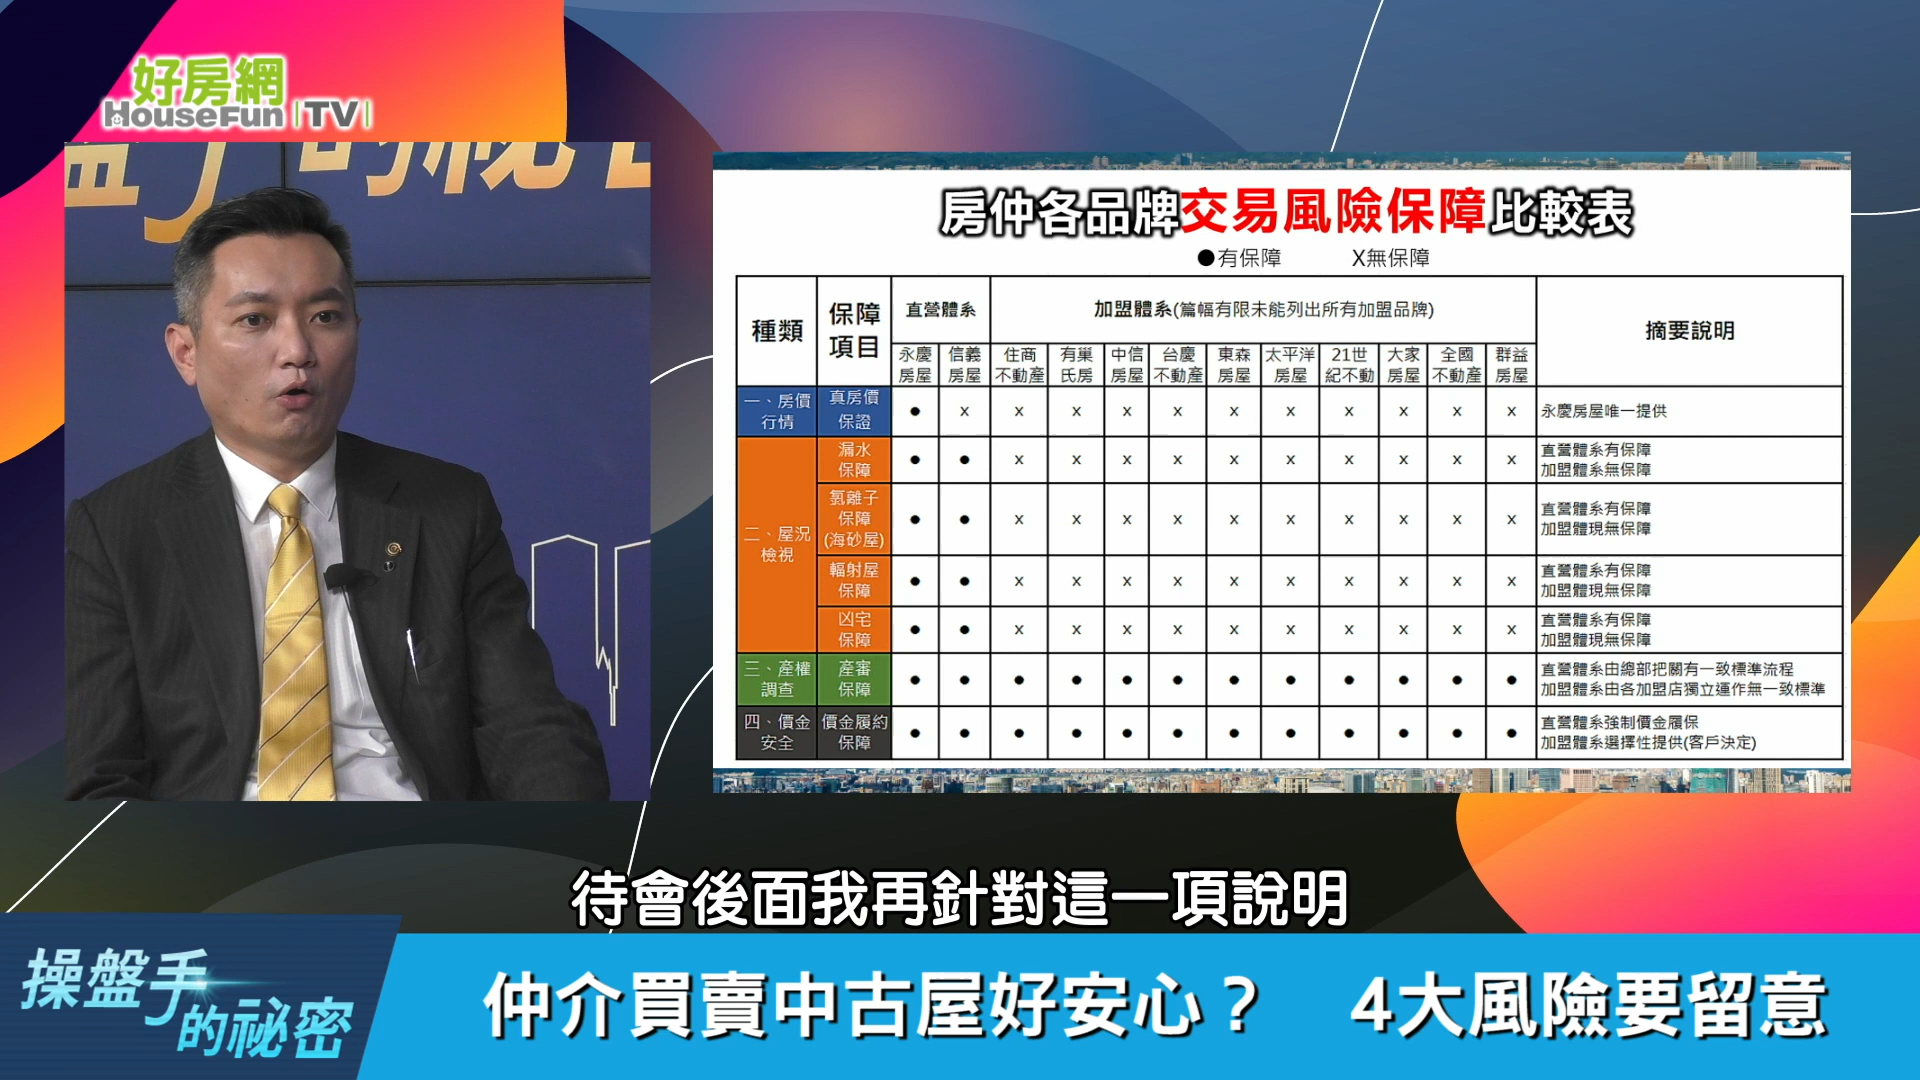 好房網
HouseFun TV
盤手的祕密
房仲各品牌交易風險保障比較表
●有保障 X無保障
種類 保障項目 直營體系 加盟體系(篇幅有限未能列出所有加盟品牌) 摘要說明
永慶房屋 信義房屋 住商不動產 有巢氏房 中信房屋 台慶不動產 東森房屋 太平洋房屋 21世紀不動 大家房屋 全國不動產 群益房屋
一、房價行情 真房價保證 ● x x x x x x x x x x x 永慶房屋唯一提供
二、屋況檢視 漏水保障 ● ● x x x x x x x x x x 直營體系有保障
加盟體系無保障
氯離子保障(海砂屋) ● ● x x x x x x x x x x 直營體系有保障
加盟體現無保障
輻射屋保障 ● ● x x x x x x x x x x 直營體系有保障
加盟體現無保障
凶宅保障 ● ● x x x x x x x x x x 直營體系有保障
加盟體現無保障
三、產權調查 產審保障 ● ● ● ● ● ● ● ● ● ● ● ● 直營體系由總部把關有一致標準流程
加盟體系由各加盟店獨立運作無一致標準
四、價金安全 價金履約保障 ● ● ● ● ● ● ● ● ● ● ● ● 直營體系強制價金履保
加盟體系選擇性提供(客戶決定)
待會後面我再針對這一項說明
操盤手的祕密
仲介買賣中古屋好安心？ 4大風險要留意